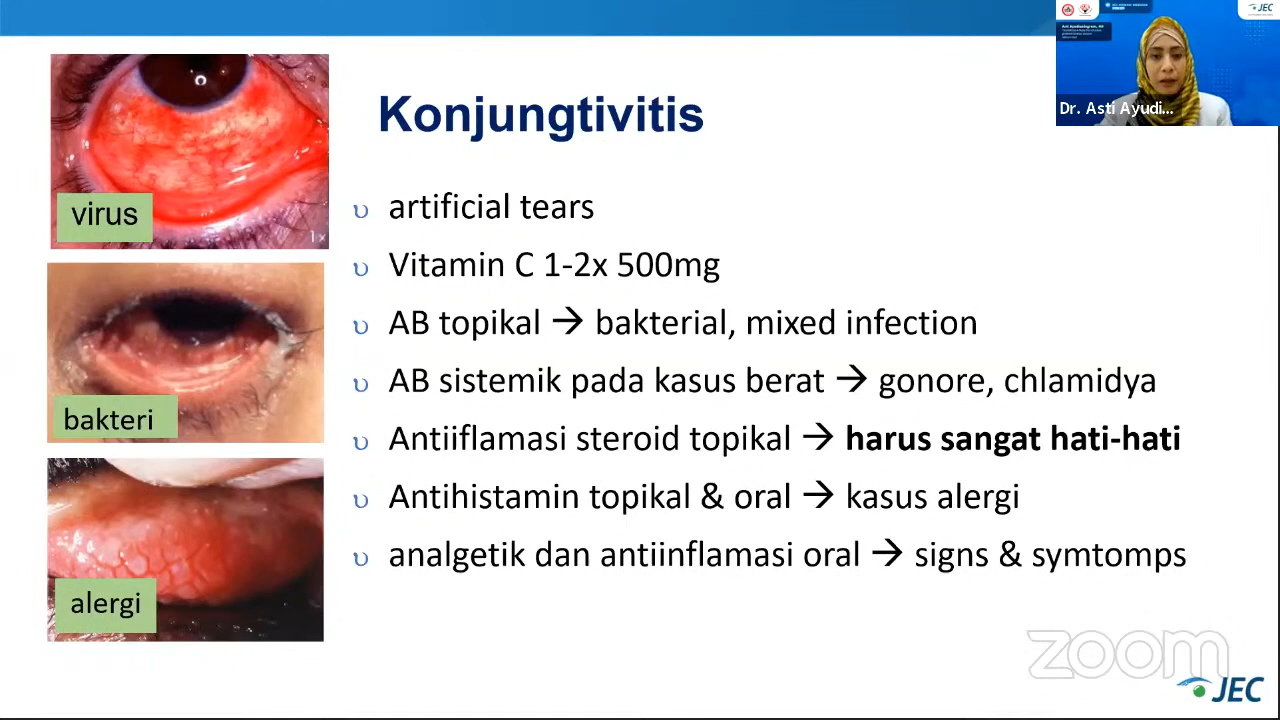 Konjungtivitis
virus
1x
bakteri
alergi
artificial tears
Vitamin C 1-2x 500mg
AB topikal → bakterial, mixed infection
AB sistemik pada kasus berat → gonore, chlamidya
Antiiflamasi steroid topikal → harus sangat hati-hati
Antihistamin topikal & oral → kasus alergi
analgetik dan antiinflamasi oral → signs & symtomps
JEC
Dr. Asti Ayudi...
zoom
JEC